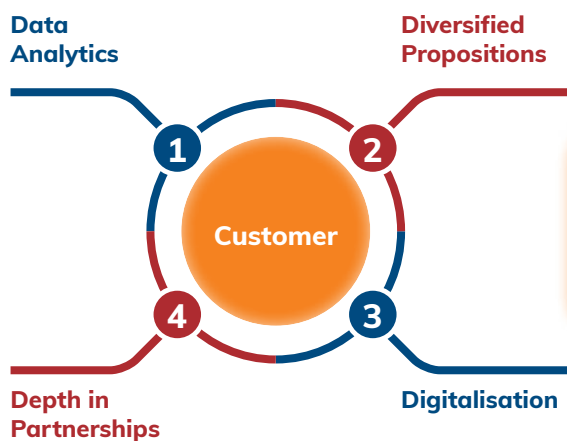 Data
Analytics
Diversified
Propositions
1
2
Customer
4
3
Depth in
Partnerships
Digitalisation